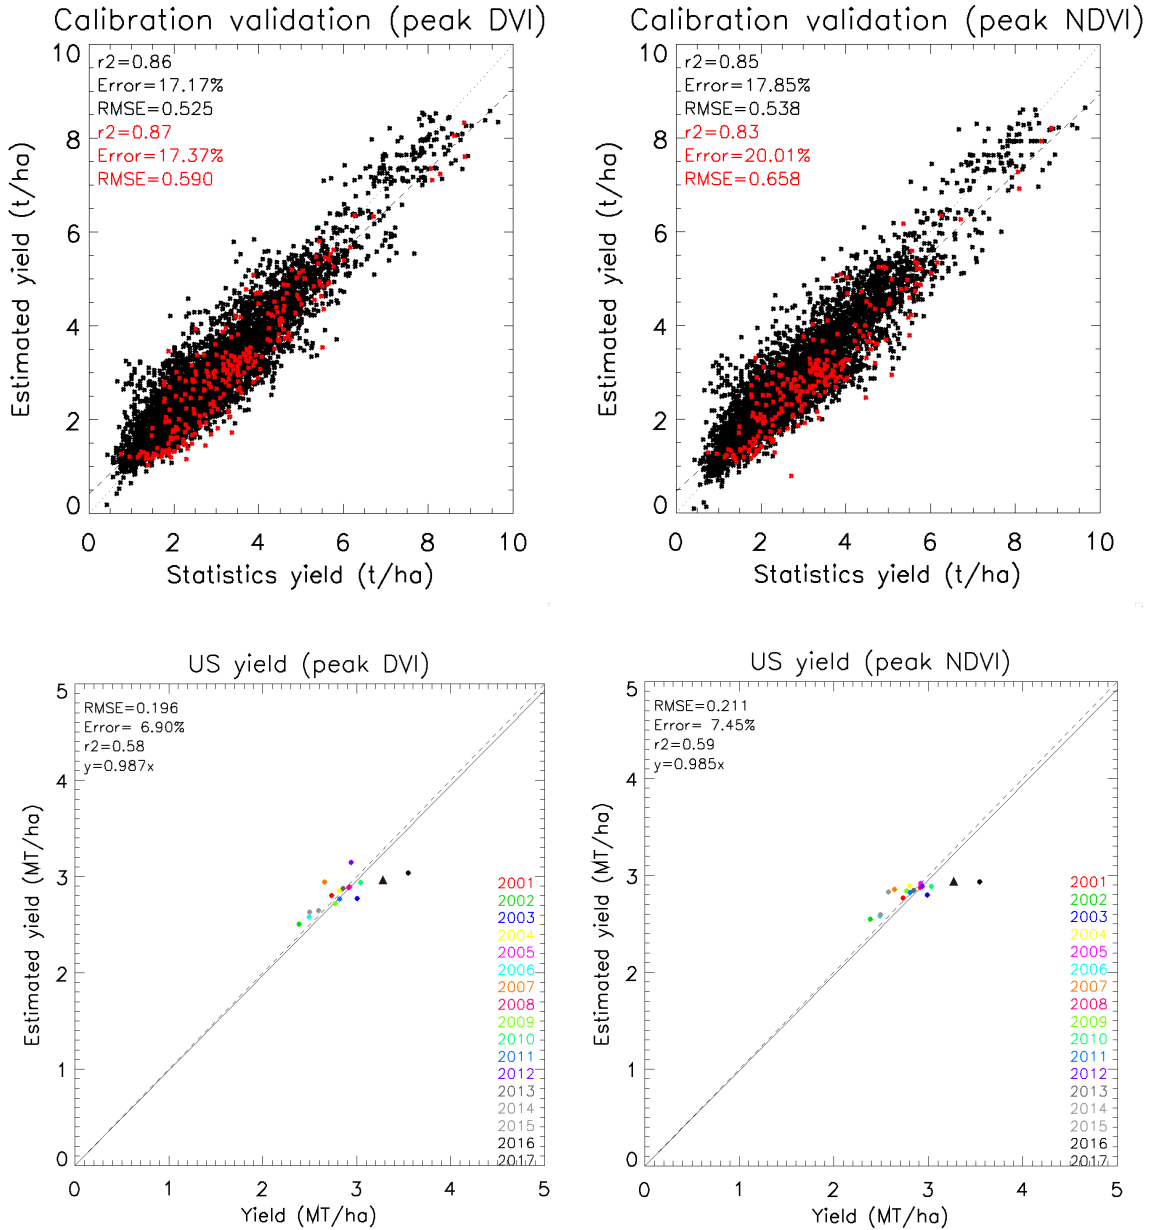 Calibration validation (peak DVI)
10
8
6
4
2
0
r2=0.86
Error=17.17%
RMSE=0.525
r2=0.87
Error=17.37%
RMSE=0.590
Estimated yield (t/ha)
0 2 4 6 8 10
Statistics yield (t/ha)
Calibration validation (peak NDVI)
10
8
6
4
2
0
r2=0.85
Error=17.85%
RMSE=0.538
r2=0.83
Error=20.01%
RMSE=0.658
Estimated yield (t/ha)
0 2 4 6 8 10
Statistics yield (t/ha)
US yield (peak DVI)
5
4
3
2
1
0
RMSE=0.196
Error= 6.90%
r2=0.58
y=0.987x
Estimated yield (MT/ha)
2001
2002
2003
2004
2005
2006
2007
2008
2009
2010
2011
2012
2013
2014
2015
2016
2017
0 1 2 3 4 5
Yield (MT/ha)
US yield (peak NDVI)
5
4
3
2
1
0
RMSE=0.211
Error= 7.45%
r2=0.59
y=0.985x
Estimated yield (MT/ha)
2001
2002
2003
2004
2005
2006
2007
2008
2009
2010
2011
2012
2013
2014
2015
2016
2017
0 1 2 3 4 5
Yield (MT/ha)